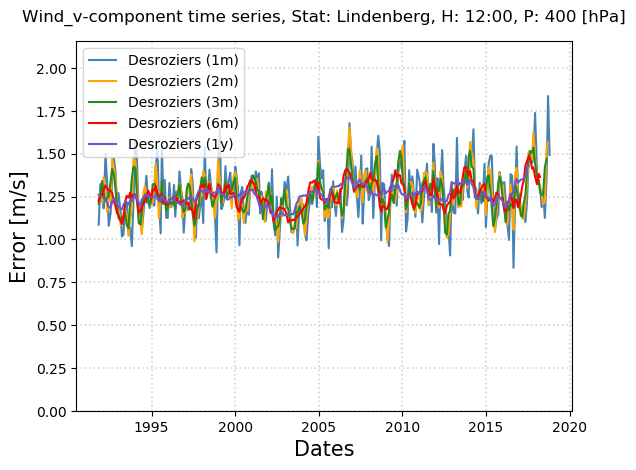 Wind_v-component time series, Stat: Lindenberg, H: 12:00, P: 400 [hPa]
Desroziers (1m)
Desroziers (2m)
Desroziers (3m)
Desroziers (6m)
Desroziers (1y)
Error [m/s]
2.00
1.75
1.50
1.25
1.00
0.75
0.50
0.25
0.00
1995 2000 2005 2010 2015 2020
Dates